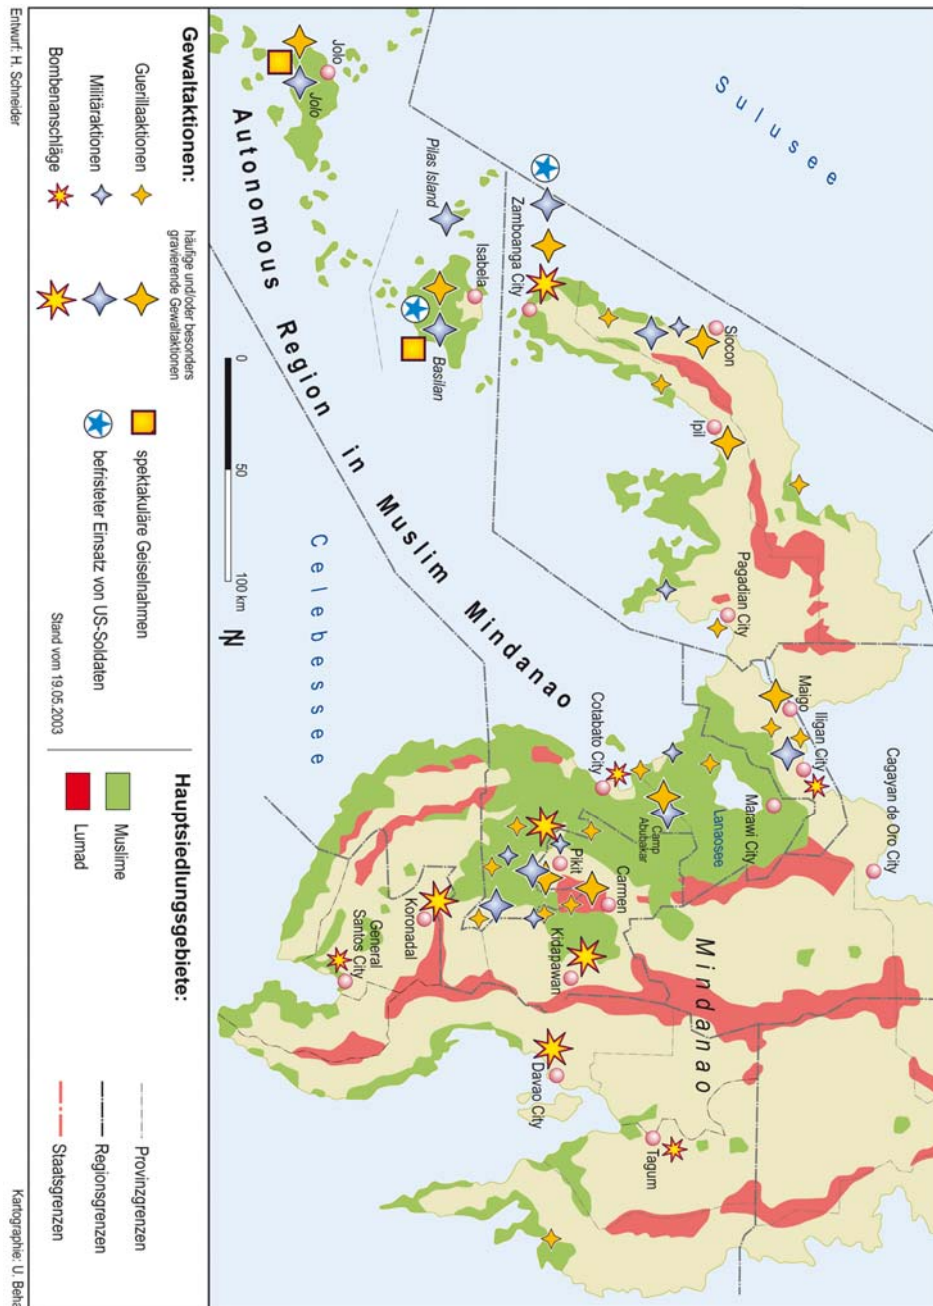 Sulusee
Jolo
Jolo
Pilas Island
Isabela
Basilan
Zamboanga City
Siocon
Ipil
Pagadian City
Maigo
Iligan City
Cagayan de Oro City
Marawi City
Lanaosee
Camp
Abubakar
Cotabato City
Pikit
Carmen
Kidapawan
Koronadal
General
Santos City
Davao City
Tagum
Mindanao
Autonomous Region in Muslim Mindanao
Celebessee
0 50 100 km
N
Gewaltaktionen:
häufige und/oder besonders
gravierende Gewaltaktionen
Guerillaaktionen
Militäraktionen
Bombenanschläge
spektakuläre Geiselnahmen
befristeter Einsatz von US-Soldaten
Stand vom 19.05.2003
Hauptsiedlungsgebiete:
Muslime
Lumad
Provinzgrenzen
Regionsgrenzen
Staatsgrenzen
Entwurf: H. Schneider
Kartographie: U. Beha